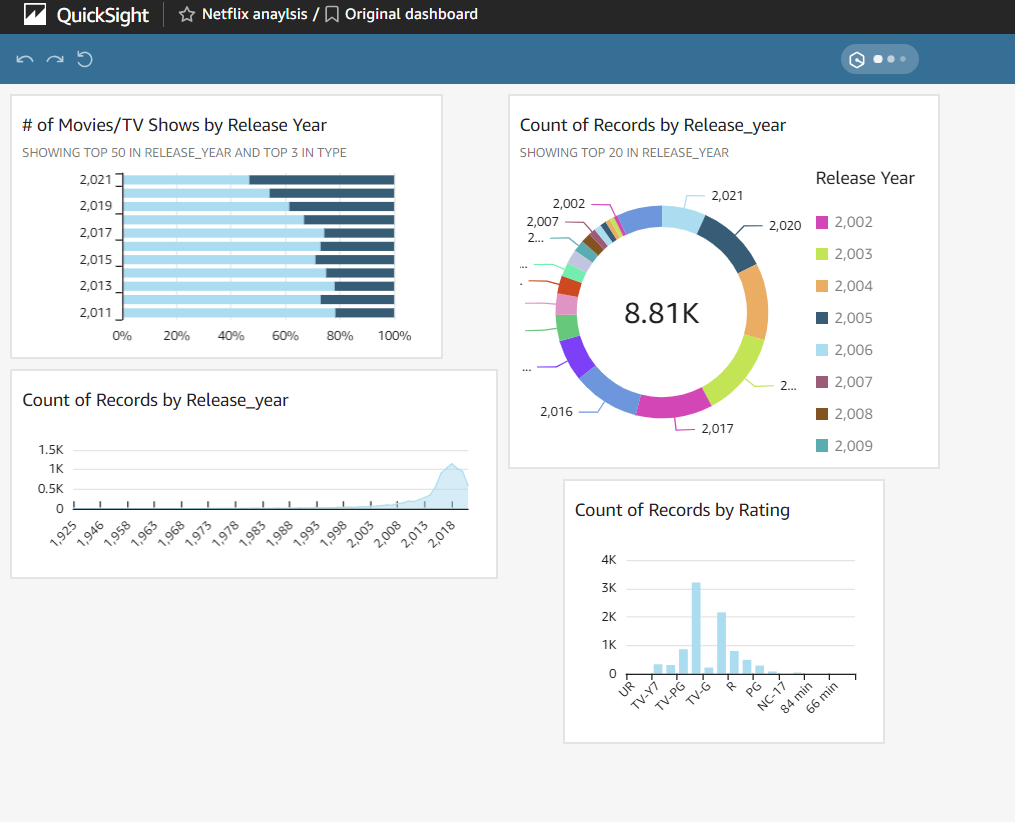 QuickSight Netflix anaylsis / Original dashboard
# of Movies/TV Shows by Release Year
SHOWING TOP 50 IN RELEASE_YEAR AND TOP 3 IN TYPE
2,021
2,019
2,017
2,015
2,013
2,011
0% 20% 40% 60% 80% 100%
Count of Records by Release_year
SHOWING TOP 20 IN RELEASE_YEAR
Release Year
2,002
2,003
2,004
2,005
2,006
2,007
2,008
2,009
2,021
2,020
2...
2,017
2,016
...
.
...
2...
2,007
2,002
8.81K
Count of Records by Release_year
1.5K
1K
0.5K
0
1,925 1,946 1,958 1,963 1,968 1,973 1,978 1,983 1,988 1,993 1,998 2,003 2,008 2,013 2,018
Count of Records by Rating
4K
3K
2K
1K
0
UR TV-Y7 TV-PG TV-G R PG NC-17 84 min 66 min